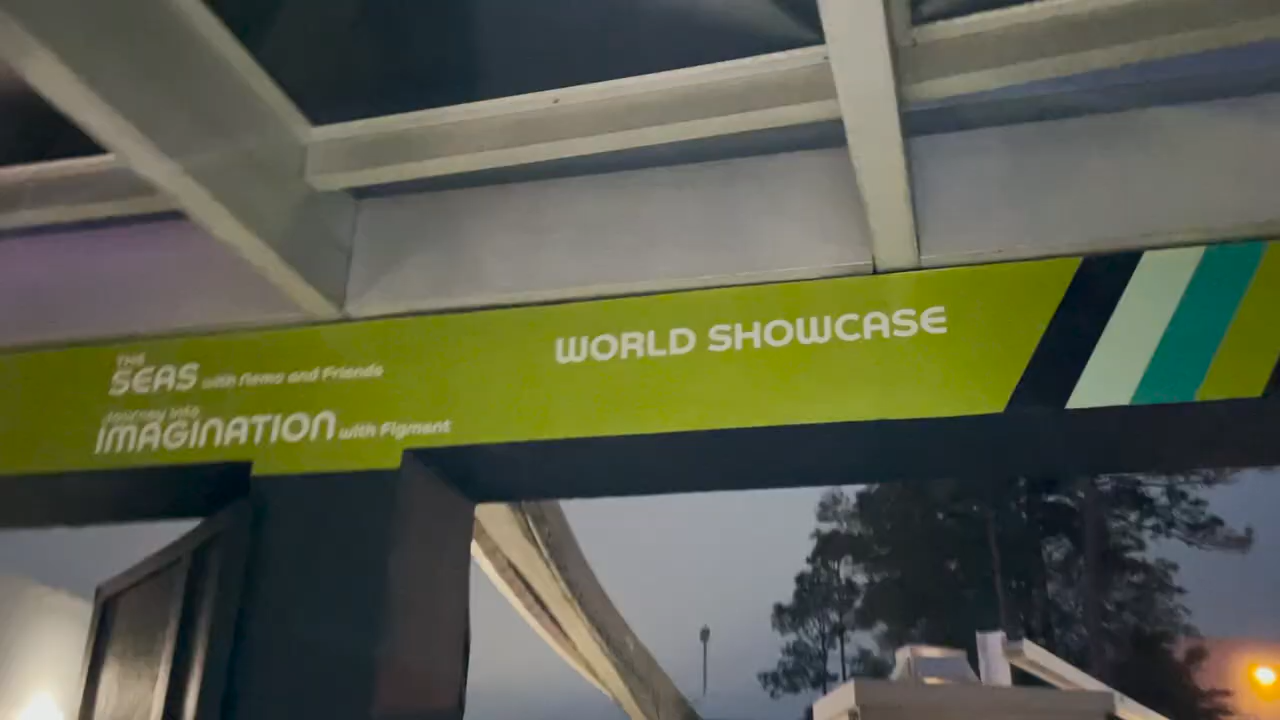 THE
SEAS with Nemo and Friends
Journey Into
IMAGINATION with Figment
WORLD SHOWCASE